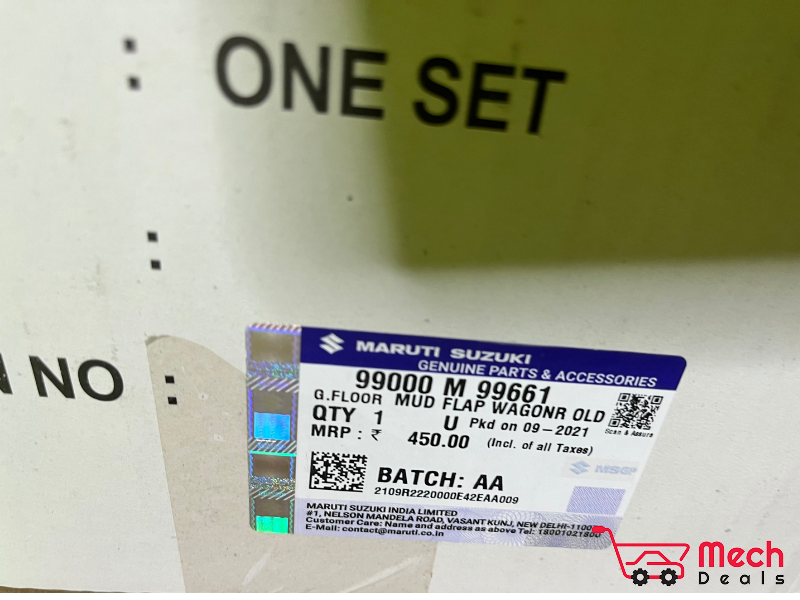 : ONE SET
:
NO :
MARUTI SUZUKI
GENUINE PARTS & ACCESSORIES
99000 M 99661
G.FLOOR MUD FLAP WAGONR OLD
QTY 1 U Pkd on 09-2021
MRP : ₹ 450.00 (Incl. of all Taxes)
Scan & Assure
MSGP
BATCH: AA
2109R2220000E42EAA009
MARUTI SUZUKI INDIA LIMITED
#1, NELSON MANDELA ROAD, VASANT KUNJ, NEW DELHI-1100
Customer Care: Name and address as above Tel: 18001021800
E-Mail: contact@maruti.co.in
Mech
Deals